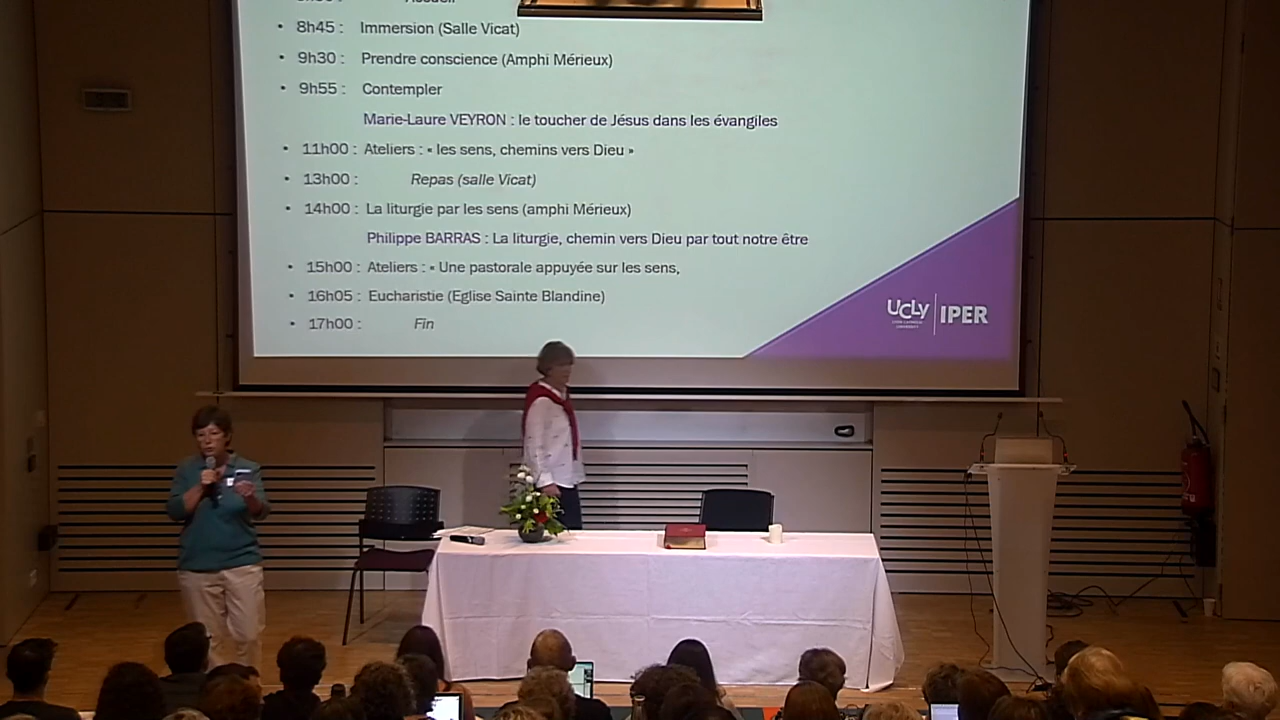 Accueil
• 8h45 : Immersion (Salle Vicat)
• 9h30 : Prendre conscience (Amphi Mérieux)
• 9h55 : Contempler
Marie-Laure VEYRON : le toucher de Jésus dans les évangiles
• 11h00 : Ateliers : « les sens, chemins vers Dieu »
• 13h00 : Repas (salle Vicat)
• 14h00 : La liturgie par les sens (amphi Mérieux)
Philippe BARRAS : La liturgie, chemin vers Dieu par tout notre être
• 15h00 : Ateliers : « Une pastorale appuyée sur les sens,
• 16h05 : Eucharistie (Eglise Sainte Blandine)
• 17h00 : Fin
UCLy IPER